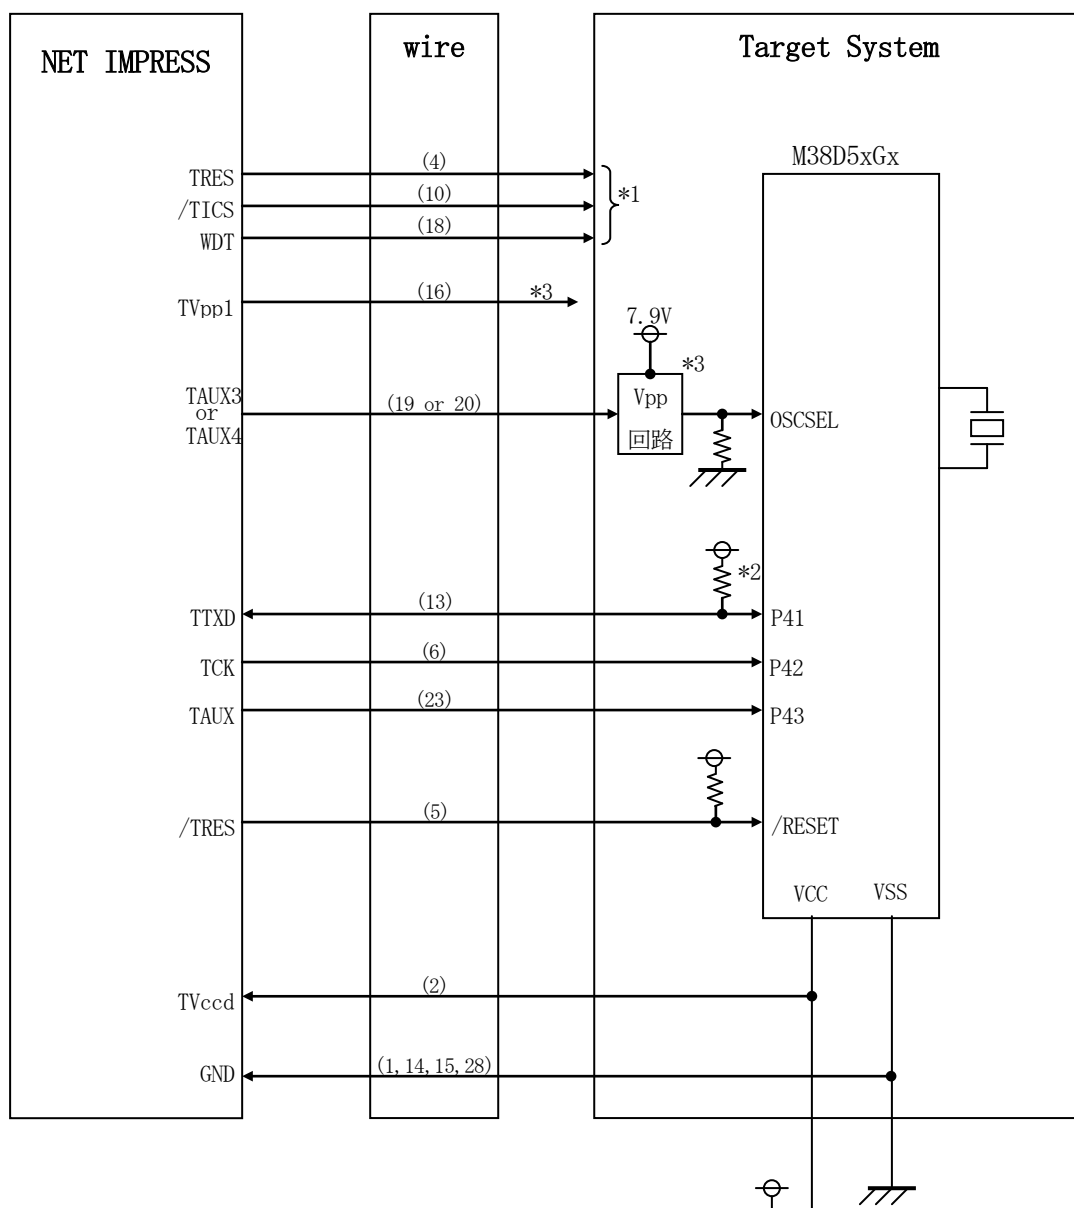 NET IMPRESS
wire
Target System
M38D5xGx
TRES
(4)
*1
/TICS
(10)
WDT
(18)
TVpp1
(16)
*3
7.9V
*3
TAUX3
or
TAUX4
(19 or 20)
Vpp
回路
OSCSEL
*2
TTXD
(13)
P41
TCK
(6)
P42
TAUX
(23)
P43
/TRES
(5)
/RESET
VCC
VSS
TVccd
(2)
GND
(1,14,15,28)